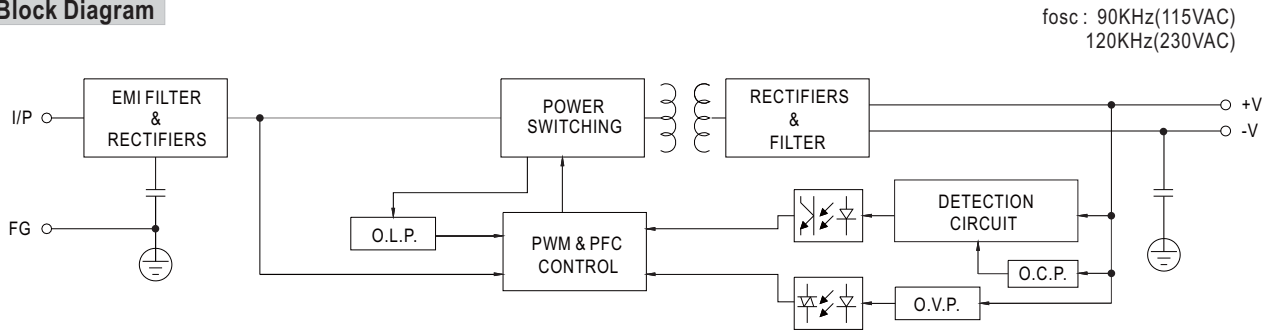 Block Diagram
fosc : 90KHz(115VAC)
120KHz(230VAC)
I/P
EMI FILTER
&
RECTIFIERS
POWER
SWITCHING
RECTIFIERS
&
FILTER
+V
-V
FG
O.L.P.
PWM & PFC
CONTROL
DETECTION
CIRCUIT
O.C.P.
O.V.P.